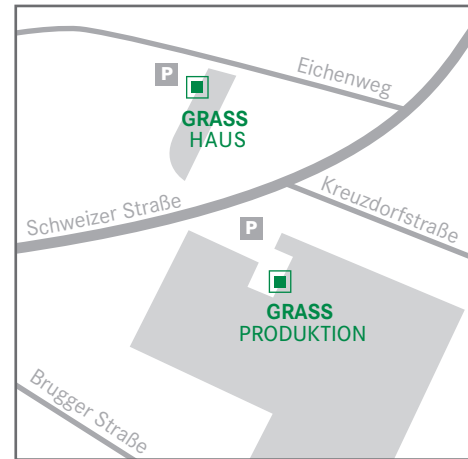 Eichenweg
P
GRASS
HAUS
Kreuzdorfstraße
Schweizer Straße
P
GRASS
PRODUKTION
Brugger Straße